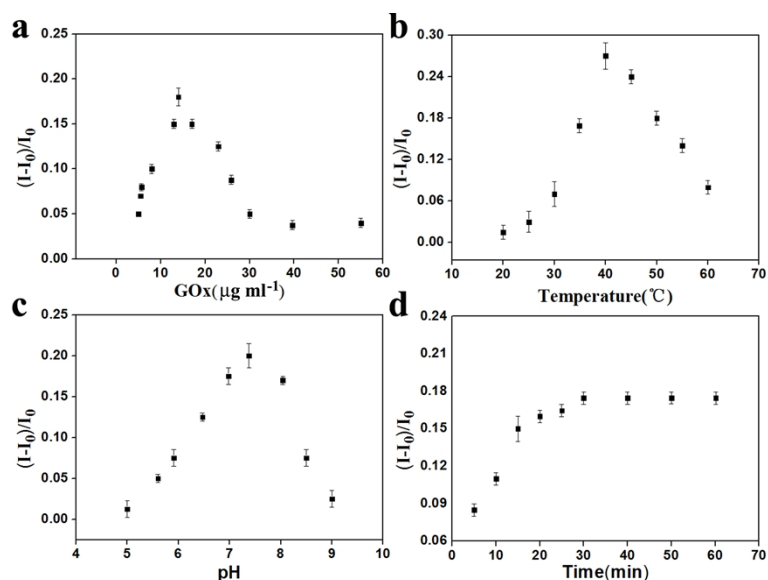 a
(I-I₀)/I₀
0.25
0.20
0.15
0.10
0.05
0.00
0 10 20 30 40 50 60
GOx(μg ml⁻¹)
b
(I-I₀)/I₀
0.30
0.24
0.18
0.12
0.06
0.00
10 20 30 40 50 60 70
Temperature(℃)
c
(I-I₀)/I₀
0.25
0.20
0.15
0.10
0.05
0.00
4 5 6 7 8 9 10
pH
d
(I-I₀)/I₀
0.24
0.21
0.18
0.15
0.12
0.09
0.06
0 10 20 30 40 50 60 70
Time(min)